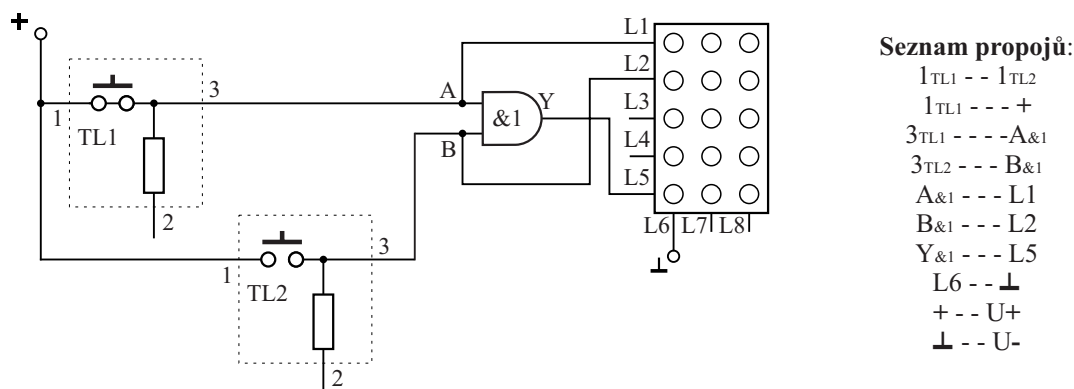 +
1
TL1
3
2
1
TL2
3
2
A
B
&1
Y
L1
L2
L3
L4
L5
L6 L7 L8
Seznam propojů:
1TL1 - - 1TL2
1TL1 - - - +
3TL1 - - - -A&1
3TL2 - - - B&1
A&1 - - - L1
B&1 - - - L2
Y&1 - - - L5
L6 - - ⊥
+ - - U+
⊥ - - U-